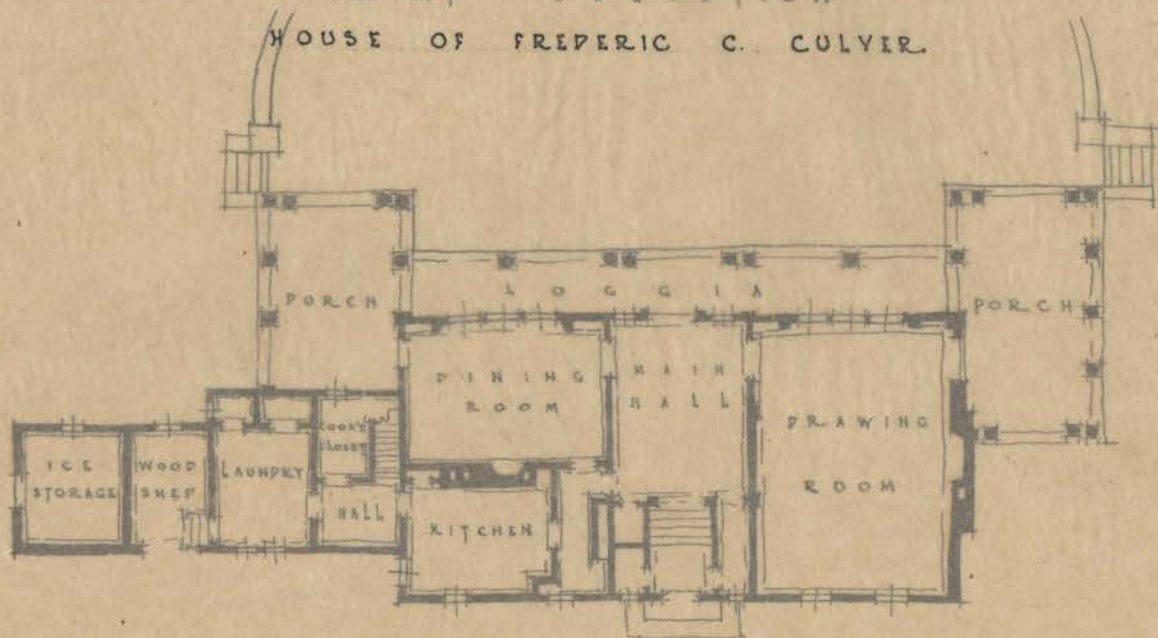 HOUSE OF FREDERIC C. CULVER.
LOGGIA
PORCH
PORCH
DINING
ROOM
MAIN
HALL
DRAWING
ROOM
COOK'S
CLOSET
ICE
STORAGE
WOOD
SHED
LAUNDRY
HALL
KITCHEN